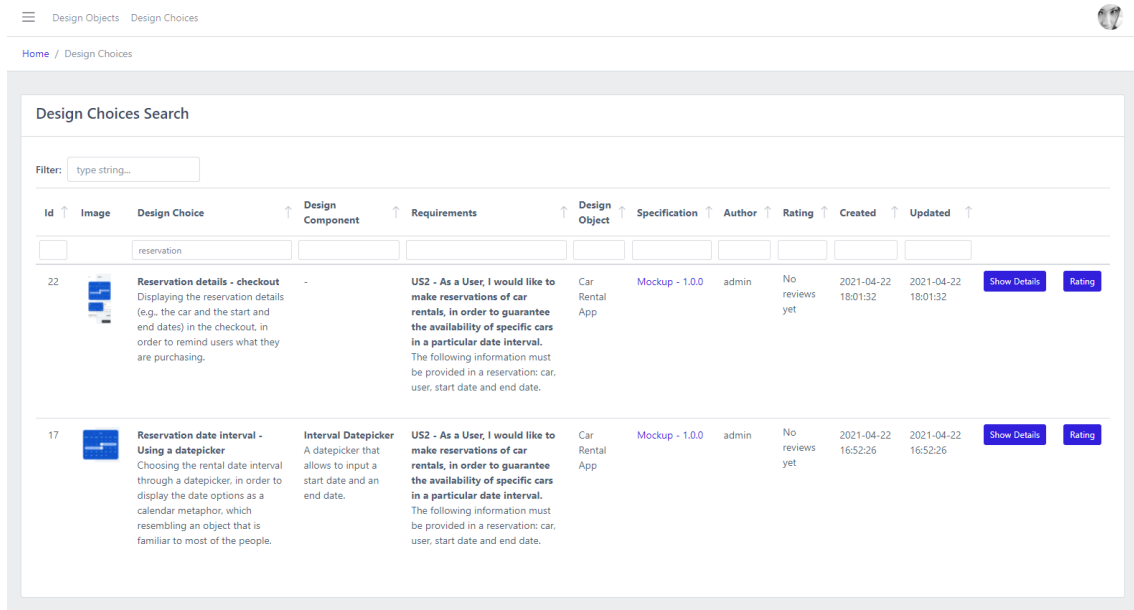 Design Objects Design Choices
Home / Design Choices
Design Choices Search
Filter: type string...
Id Image Design Choice Design Component Requirements Design Object Specification Author Rating Created Updated
reservation
22
Reservation details - checkout
Displaying the reservation details
(e.g., the car and the start and
end dates) in the checkout, in
order to remind users what they
are purchasing.
-
US2 - As a User, I would like to
make reservations of car
rentals, in order to guarantee
the availability of specific cars
in a particular date interval.
The following information must
be provided in a reservation: car,
user, start date and end date.
Car
Rental
App
Mockup - 1.0.0
admin
No
reviews
yet
2021-04-22
18:01:32
2021-04-22
18:01:32
Show Details
Rating
17
Reservation date interval -
Using a datepicker
Choosing the rental date interval
through a datepicker, in order to
display the date options as a
calendar metaphor, which
resembling an object that is
familiar to most of the people.
Interval Datepicker
A datepicker that
allows to input a
start date and an
end date.
US2 - As a User, I would like to
make reservations of car
rentals, in order to guarantee
the availability of specific cars
in a particular date interval.
The following information must
be provided in a reservation: car,
user, start date and end date.
Car
Rental
App
Mockup - 1.0.0
admin
No
reviews
yet
2021-04-22
16:52:26
2021-04-22
16:52:26
Show Details
Rating